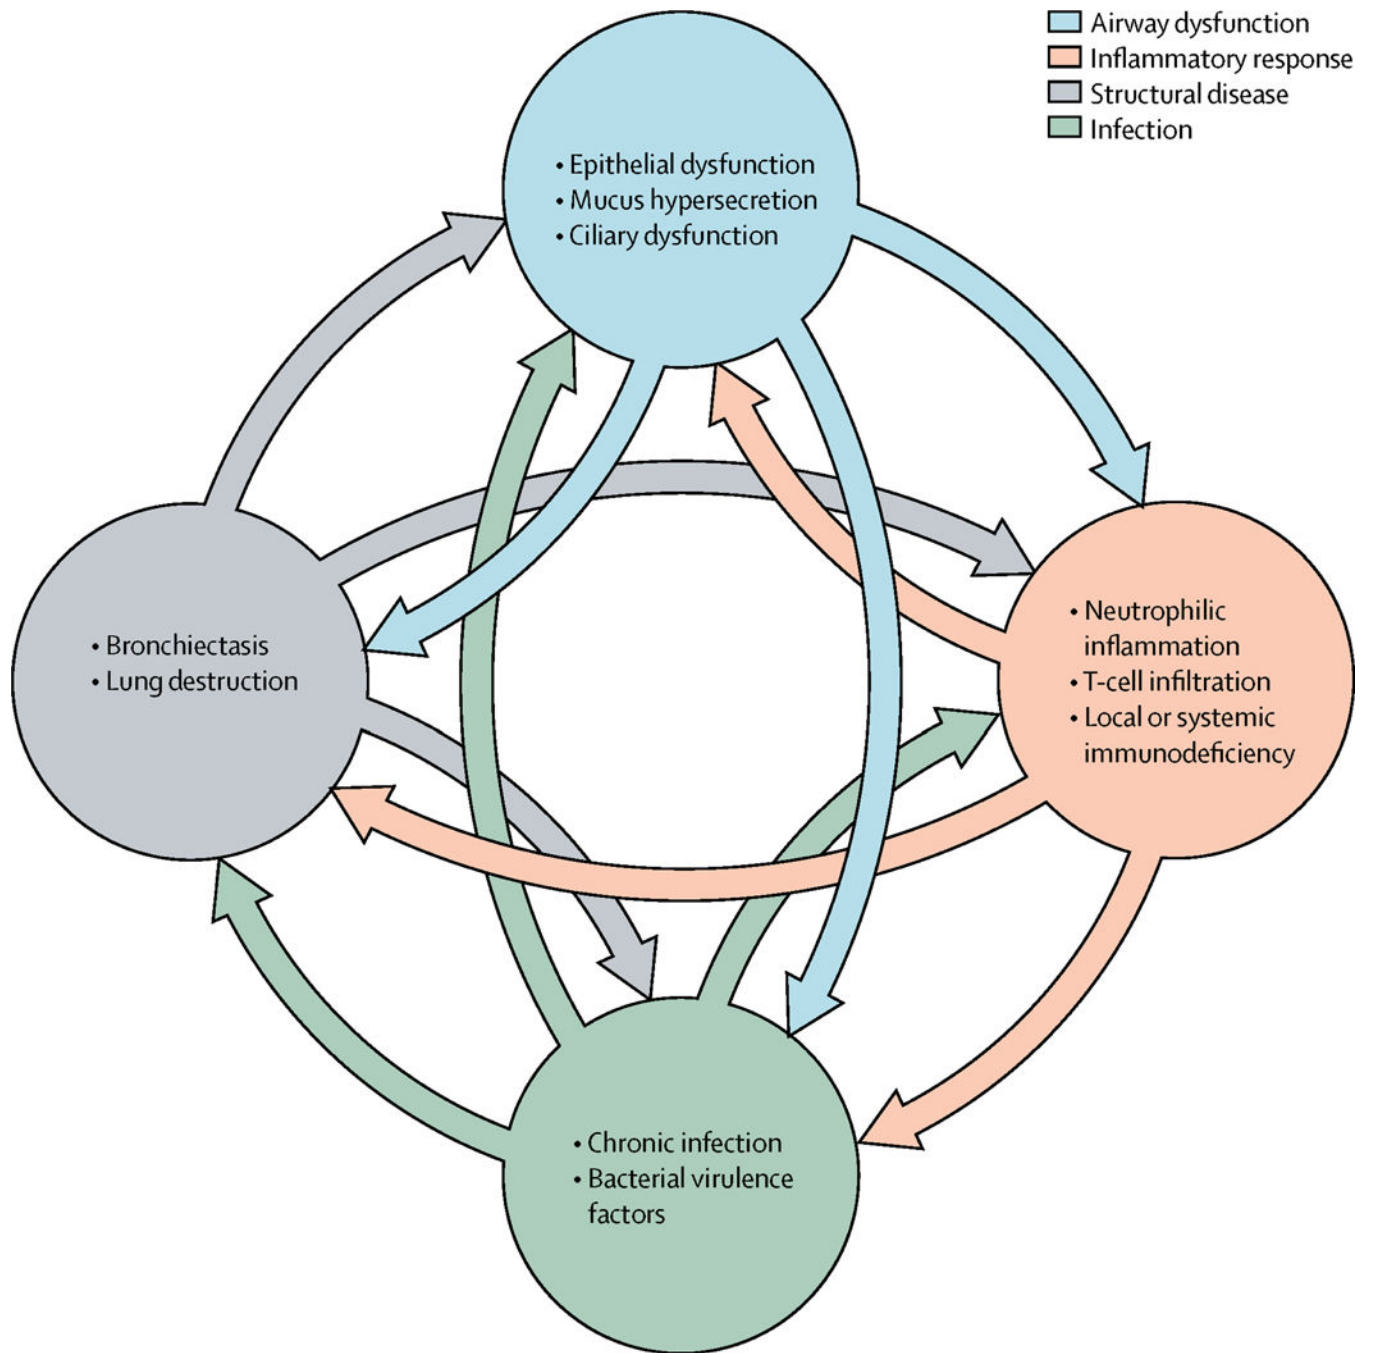 Airway dysfunction
Inflammatory response
Structural disease
Infection
• Epithelial dysfunction
• Mucus hypersecretion
• Ciliary dysfunction
• Bronchiectasis
• Lung destruction
• Neutrophilic
inflammation
• T-cell infiltration
• Local or systemic
immunodeficiency
• Chronic infection
• Bacterial virulence
factors